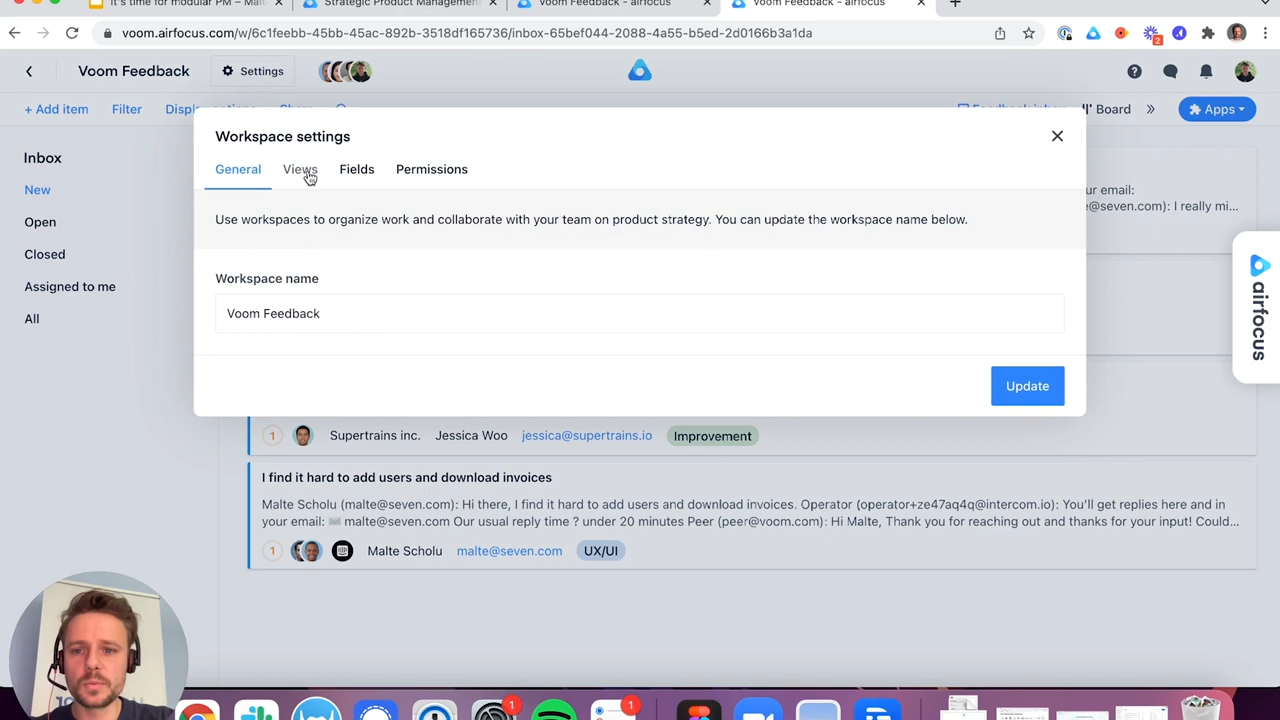 It's time for modular PM – Malt
Strategic Product Management
Voom Feedback - airfocus
Voom Feedback - airfocus
voom.airfocus.com/w/6c1feebb-45bb-45ac-892b-3518df165736/inbox-65bef044-2088-4a55-b5ed-2d0166b3a1da
2
Voom Feedback
Settings
+ Add item
Filter
Board
Apps
Workspace settings
General
Views
Fields
Permissions
Use workspaces to organize work and collaborate with your team on product strategy. You can update the workspace name below.
Workspace name
Voom Feedback
Update
Inbox
New
Open
Closed
Assigned to me
All
email:
@seven.com): I really mi...
airfocus
1 Supertrains inc. Jessica Woo jessica@supertrains.io Improvement
I find it hard to add users and download invoices
Malte Scholu (malte@seven.com): Hi there, I find it hard to add users and download invoices. Operator (operator+ze47aq4q@intercom.io): You'll get replies here and in
your email: ✉️ malte@seven.com Our usual reply time ? under 20 minutes Peer (peer@voom.com): Hi Malte, Thank you for reaching out and thanks for your input! Could...
1 Malte Scholu malte@seven.com UX/UI
1
1